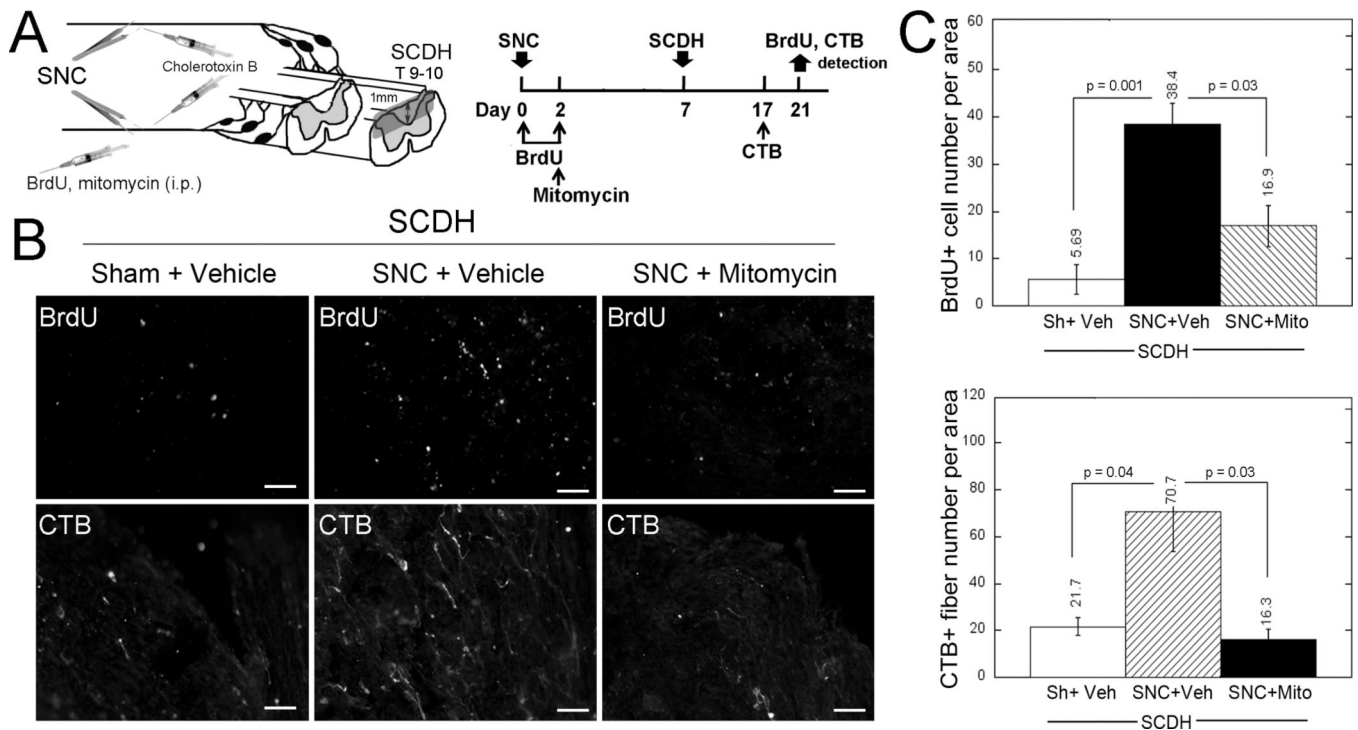 A
SNC
Cholerotoxin B
BrdU, mitomycin (i.p.)
SCDH
T 9-10
1mm
SNC
SCDH
BrdU, CTB
detection
Day 0 2 7 17 21
BrdU
CTB
Mitomycin
B
SCDH
Sham + Vehicle
SNC + Vehicle
SNC + Mitomycin
BrdU
BrdU
BrdU
CTB
CTB
CTB
C
BrdU+ cell number per area
60
50
40
30
20
10
0
p = 0.001
p = 0.03
5.69
38.4
16.9
Sh+ Veh
SNC+Veh
SNC+Mito
SCDH
CTB+ fiber number per area
120
100
80
60
40
20
0
p = 0.04
p = 0.03
21.7
70.7
16.3
Sh+ Veh
SNC+Veh
SNC+Mito
SCDH